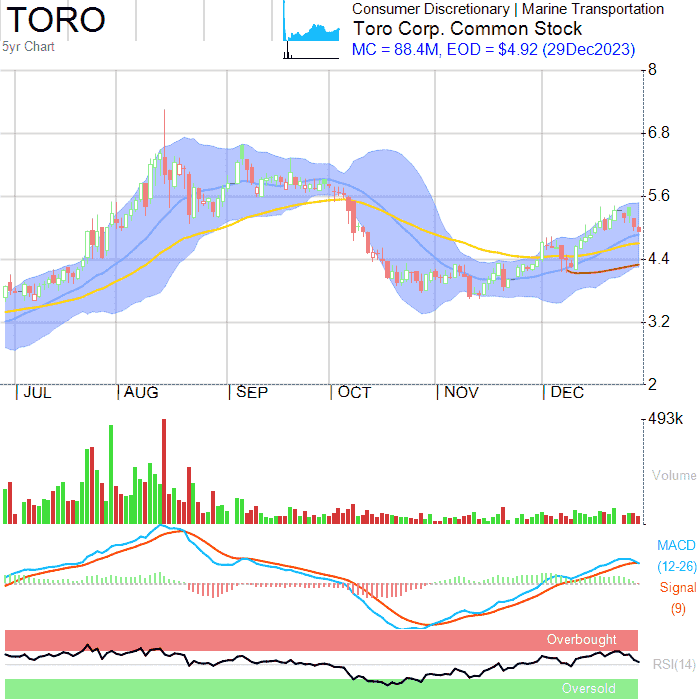 TORO
5yr Chart
Consumer Discretionary | Marine Transportation
Toro Corp. Common Stock
MC = 88.4M, EOD = $4.92 (29Dec2023)
8
6.8
5.6
4.4
3.2
2
JUL AUG SEP OCT NOV DEC
493k
Volume
MACD
(12-26)
Signal
(9)
Overbought
RSI(14)
Oversold